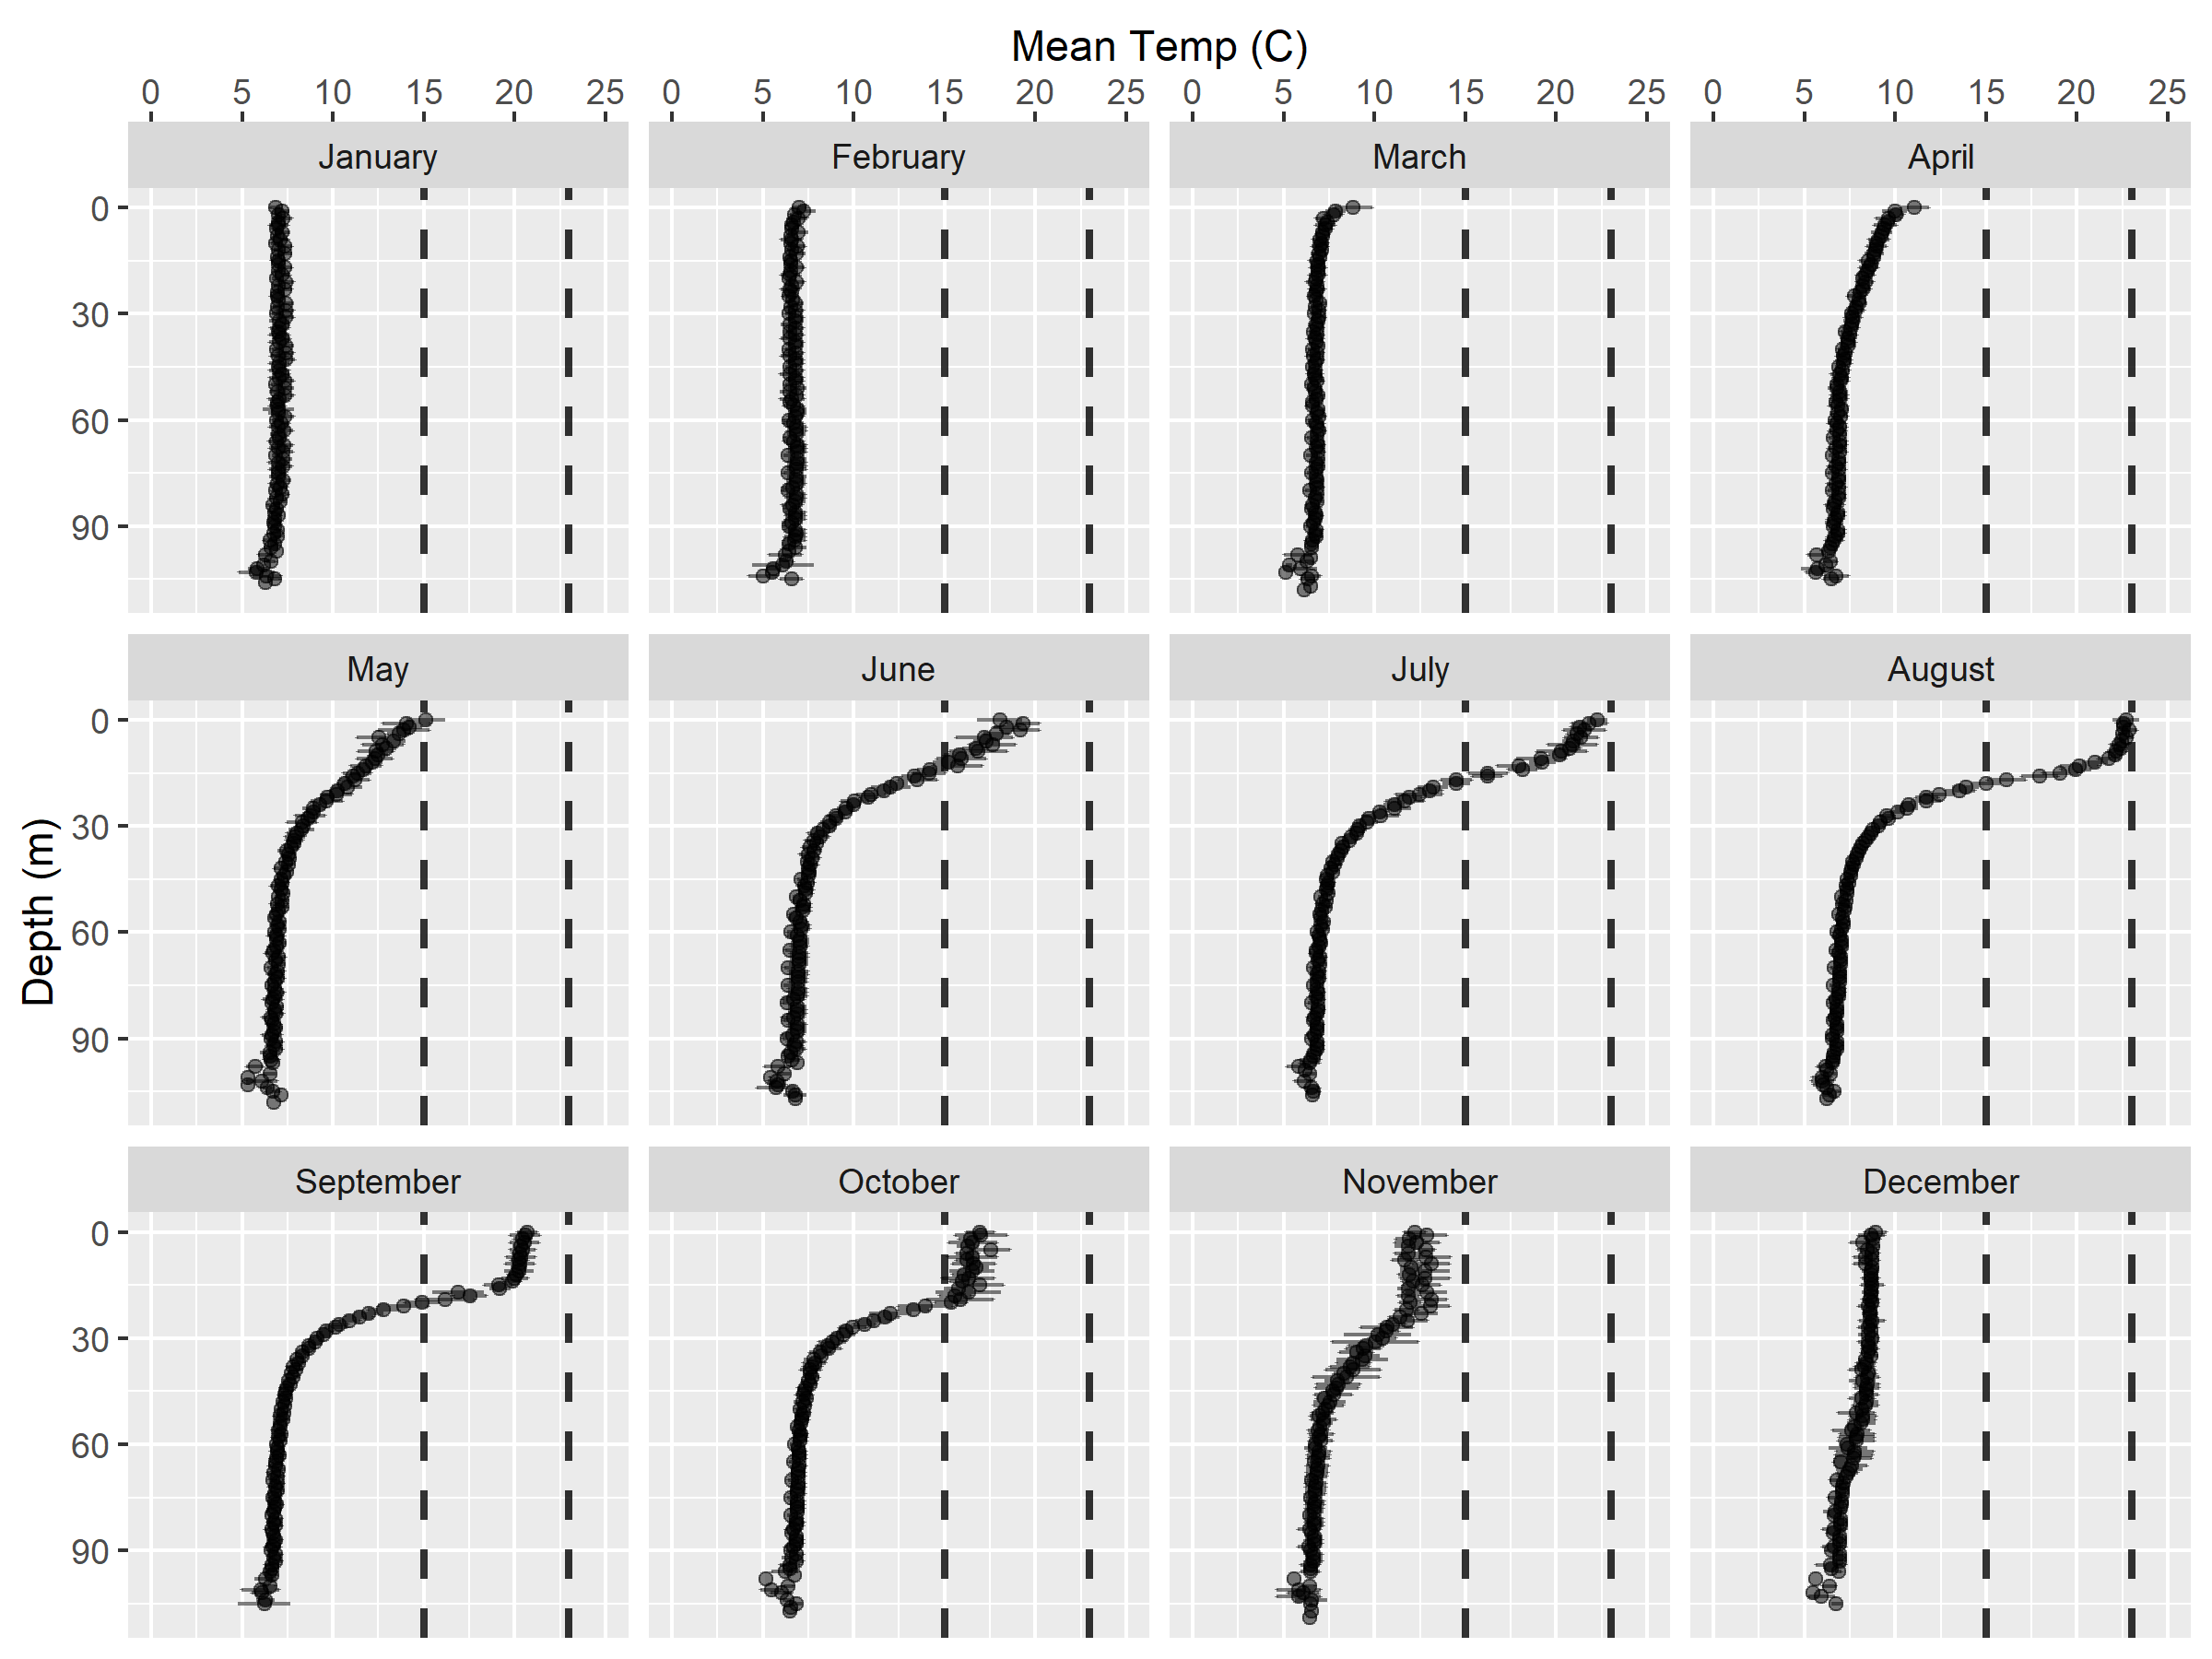 Mean Temp (C)
0 5 10 15 20 25 0 5 10 15 20 25 0 5 10 15 20 25 0 5 10 15 20 25
January February March April
0
30
60
90
May June July August
0
30
60
90
Depth (m)
September October November December
0
30
60
90